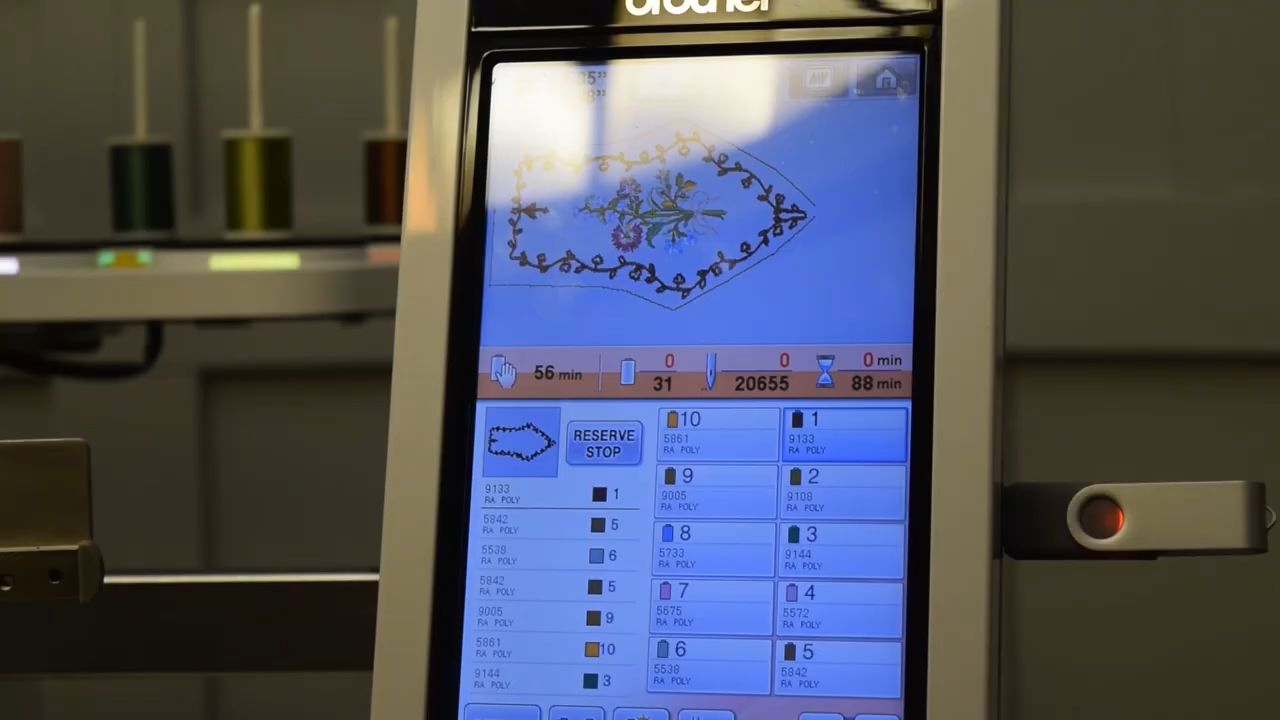 brother
56 min
0
31
0
20655
0 min
88 min
RESERVE
STOP
9133
RA POLY
1
5842
RA POLY
5
5538
RA POLY
6
5842
RA POLY
5
9005
RA POLY
9
5861
RA POLY
10
9144
RA POLY
3
10
5861
RA POLY
1
9133
RA POLY
9
9005
RA POLY
2
9108
RA POLY
8
5733
RA POLY
3
9144
RA POLY
7
5675
RA POLY
4
5572
RA POLY
6
5538
RA POLY
5
5842
RA POLY